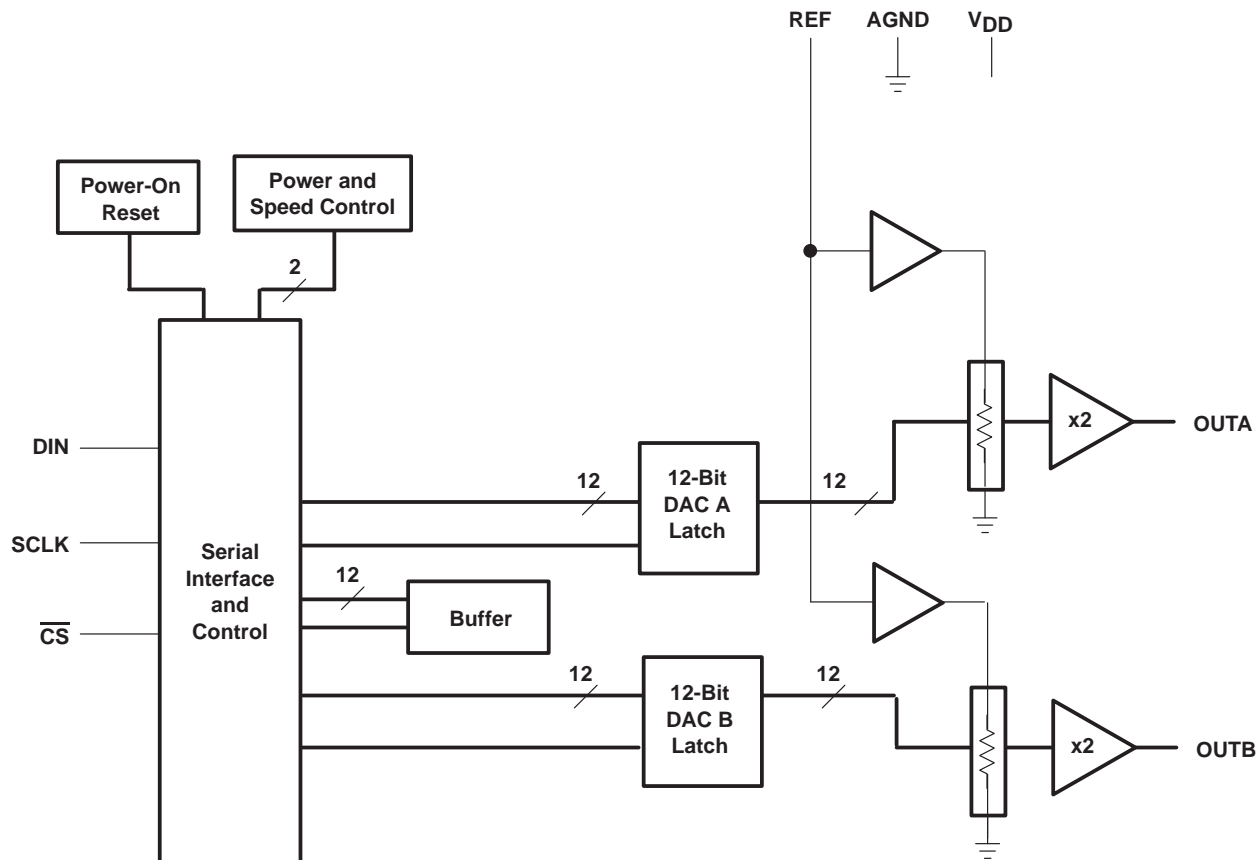 REF AGND VDD
Power-On
Reset
Power and
Speed Control
2
x2
OUTA
DIN
12
12-Bit
DAC A
Latch
12
SCLK
Serial
Interface
and
Control
12
Buffer
CS
12
12-Bit
DAC B
Latch
12
x2
OUTB